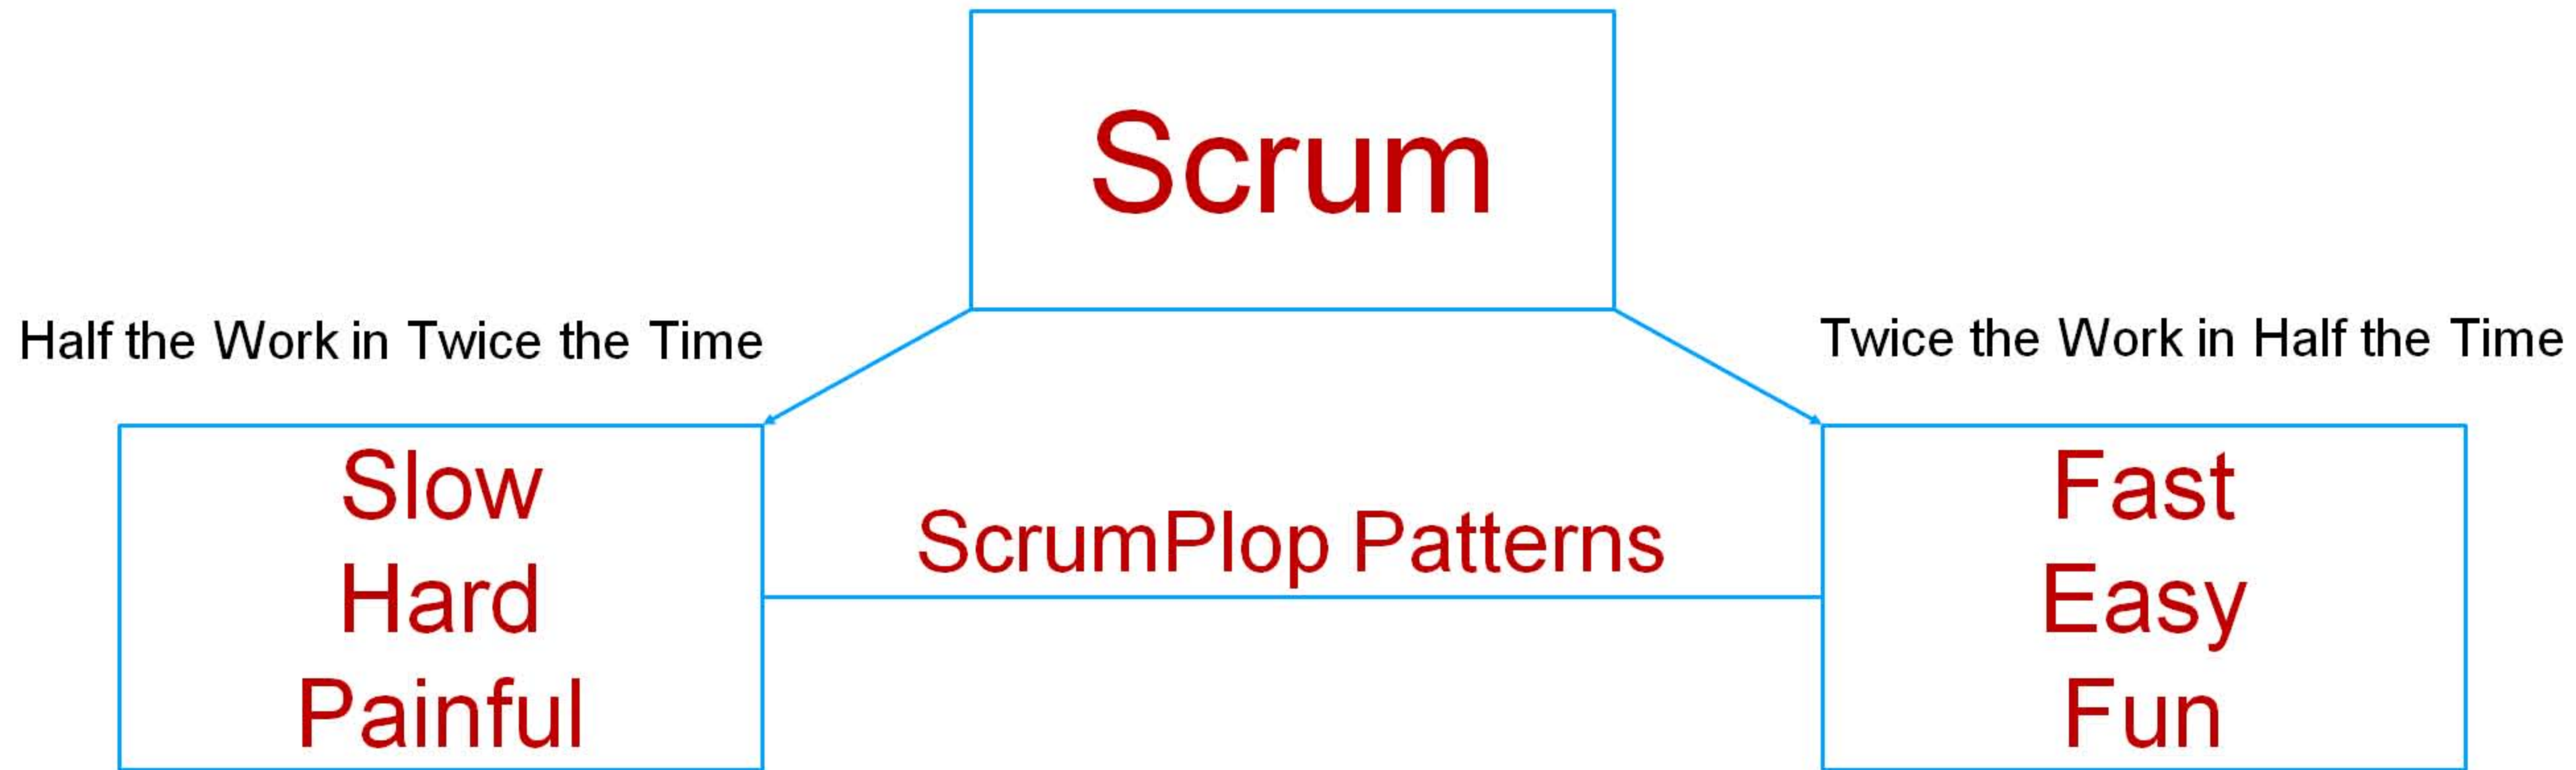 Scrum
Half the Work in Twice the Time
Twice the Work in Half the Time
Slow
Hard
Painful
ScrumPlop Patterns
Fast
Easy
Fun